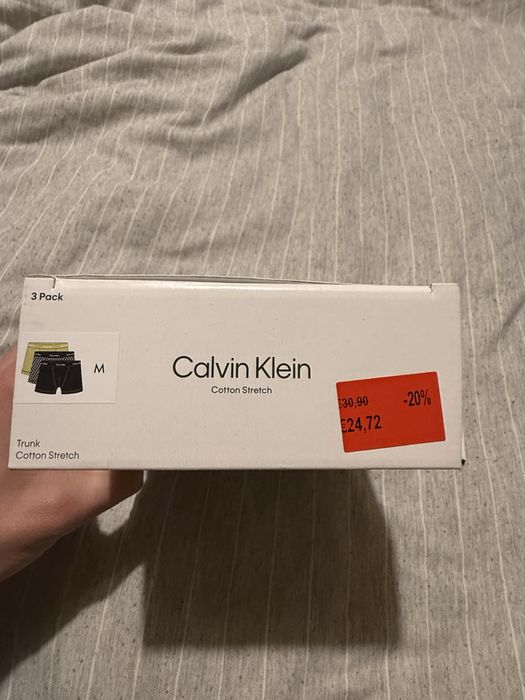 3 Pack
M
Calvin Klein
Cotton Stretch
€30,90 -20%
€24,72
Trunk
Cotton Stretch